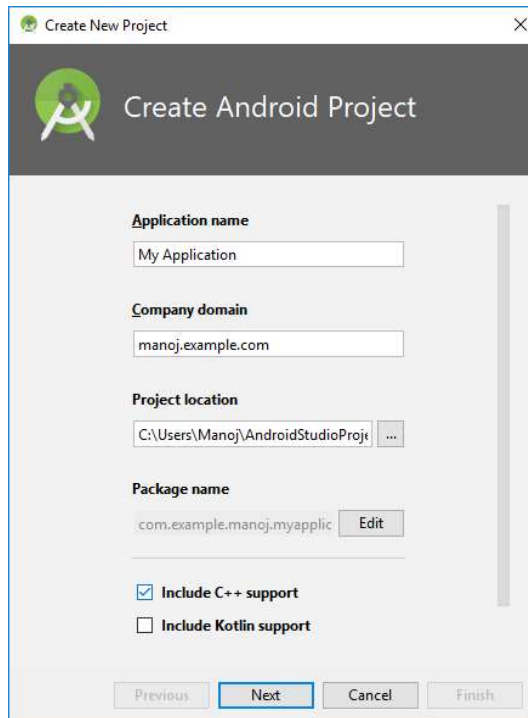 Create New Project
Create Android Project
Application name
My Application
Company domain
manoj.example.com
Project location
C:\Users\Manoj\AndroidStudioProje ...
Package name
com.example.manoj.myapplic Edit
Include C++ support
Include Kotlin support
Previous Next Cancel Finish